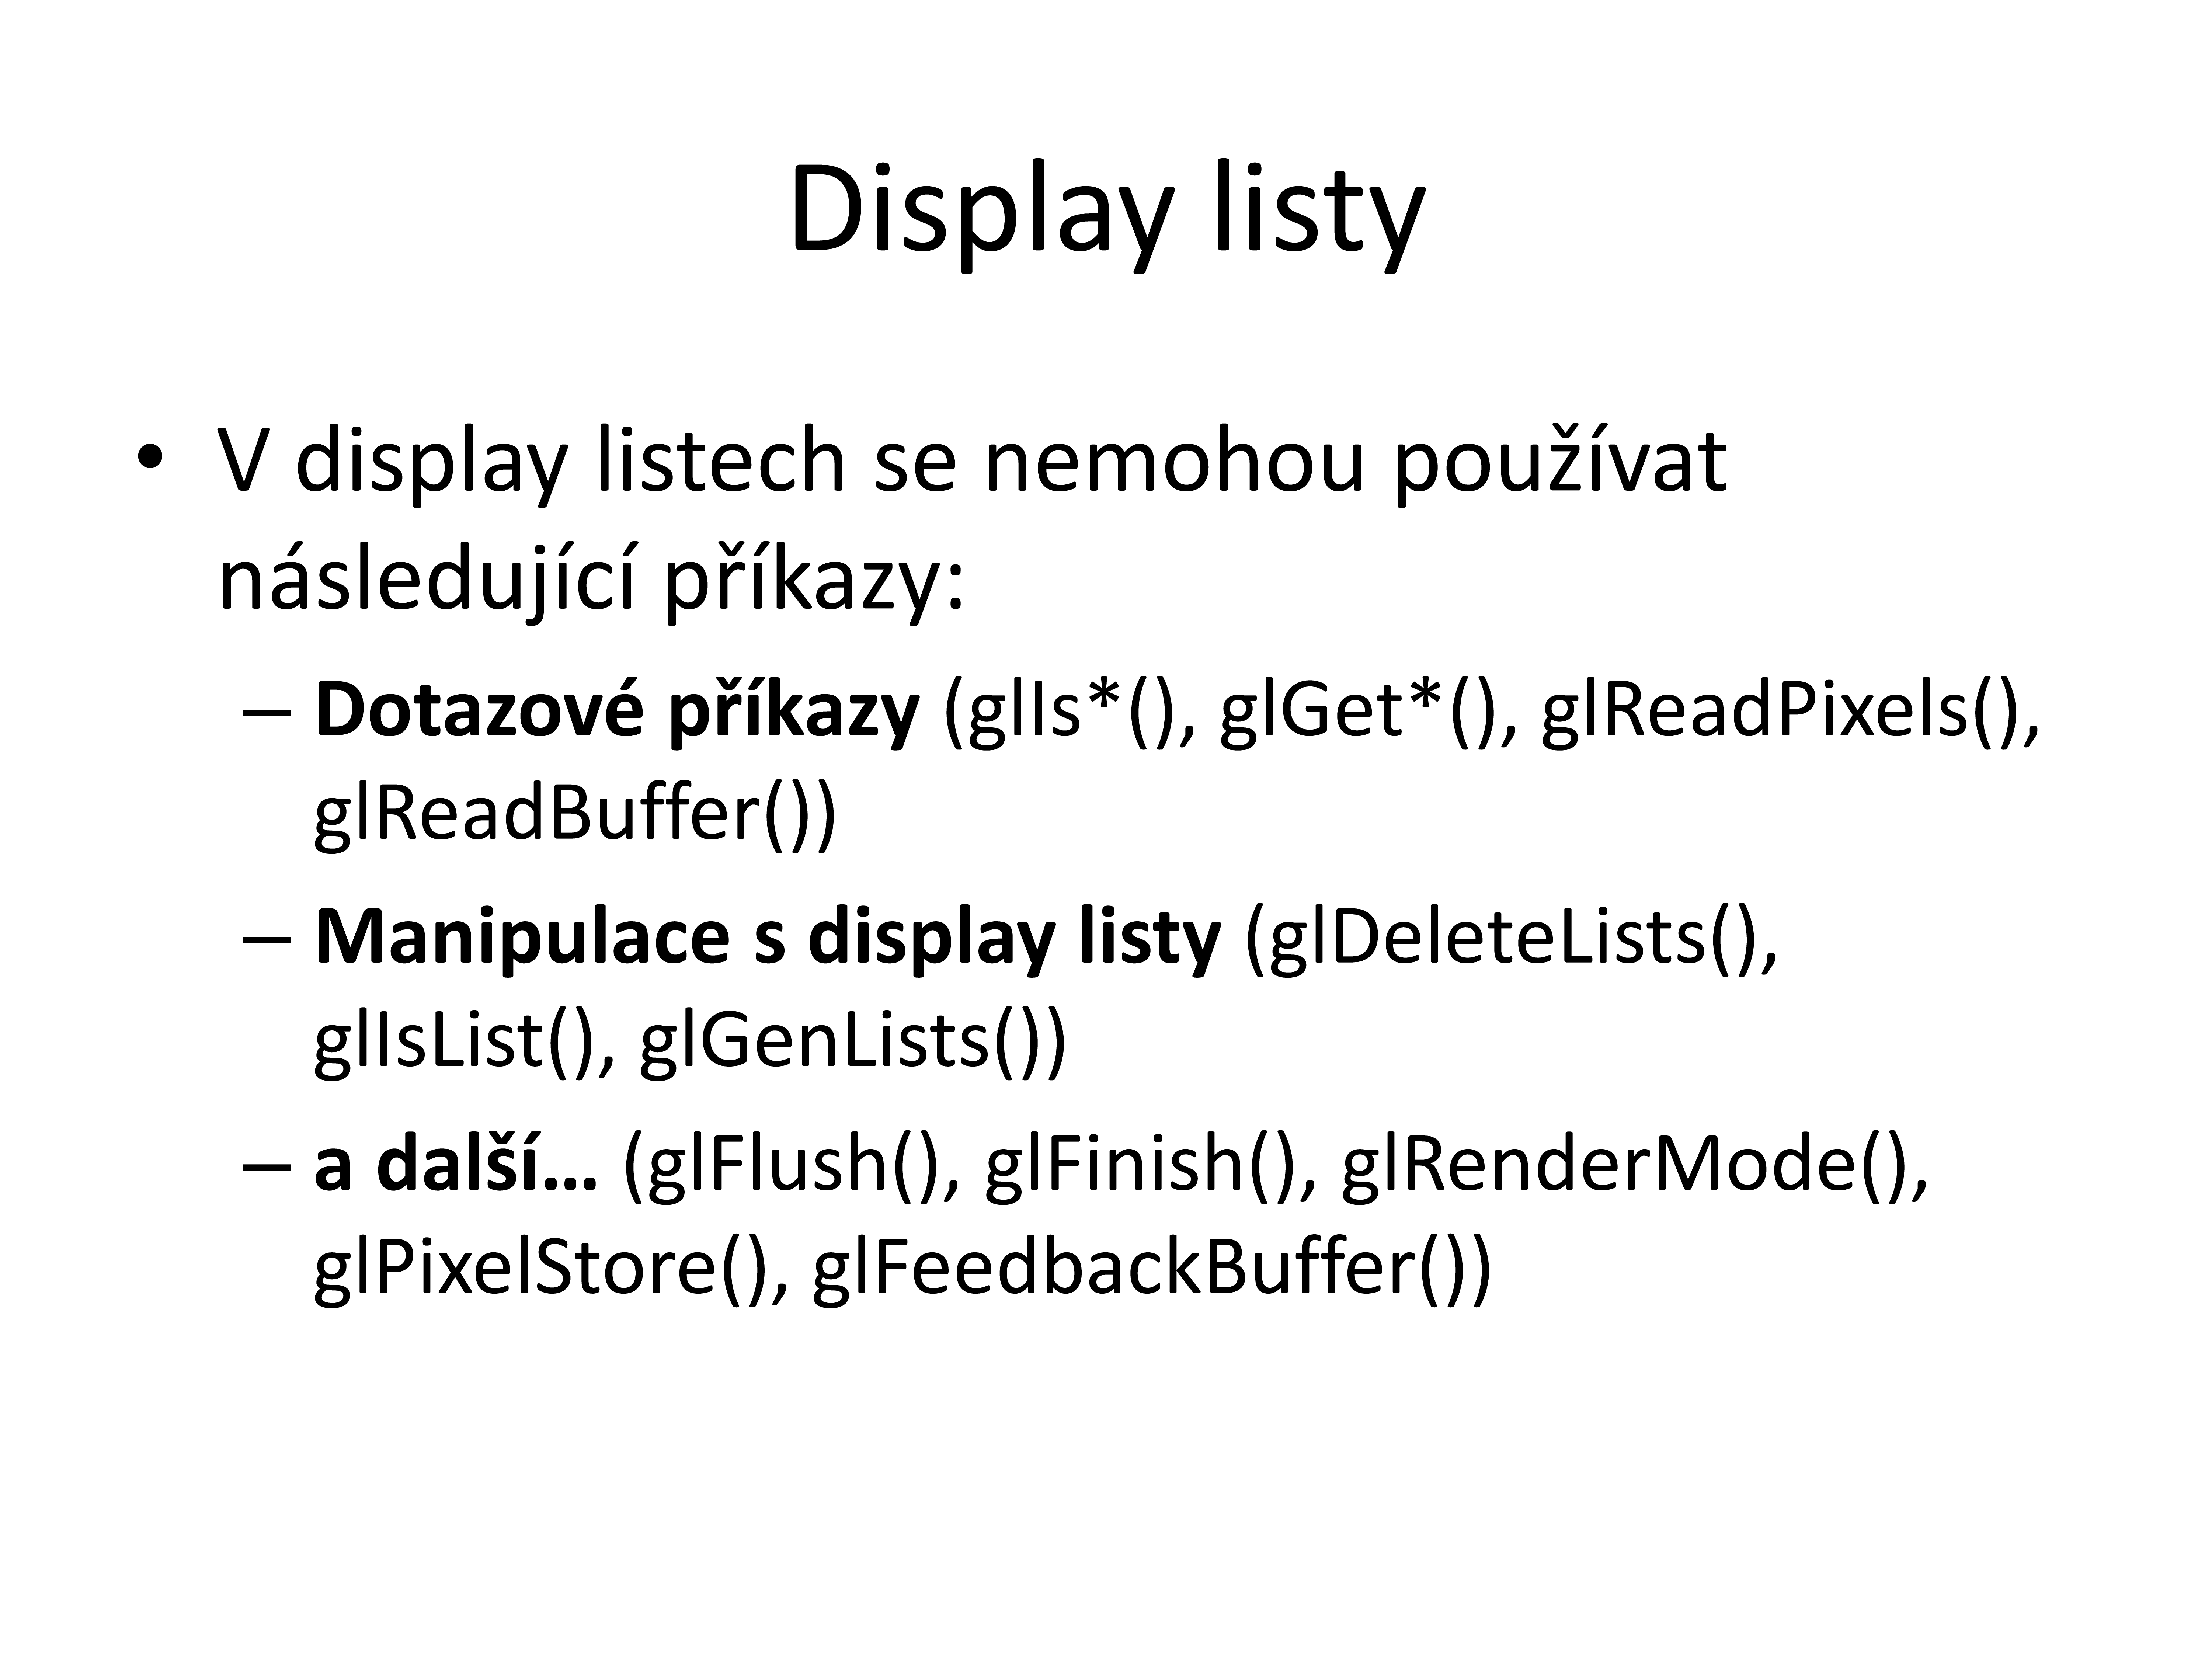 Display listy
• V display listech se nemohou používat
následující příkazy:
– Dotazové příkazy (glIs*(), glGet*(), glReadPixels(),
glReadBuffer())
– Manipulace s display listy (glDeleteLists(),
glIsList(), glGenLists())
– a další… (glFlush(), glFinish(), glRenderMode(),
glPixelStore(), glFeedbackBuffer())